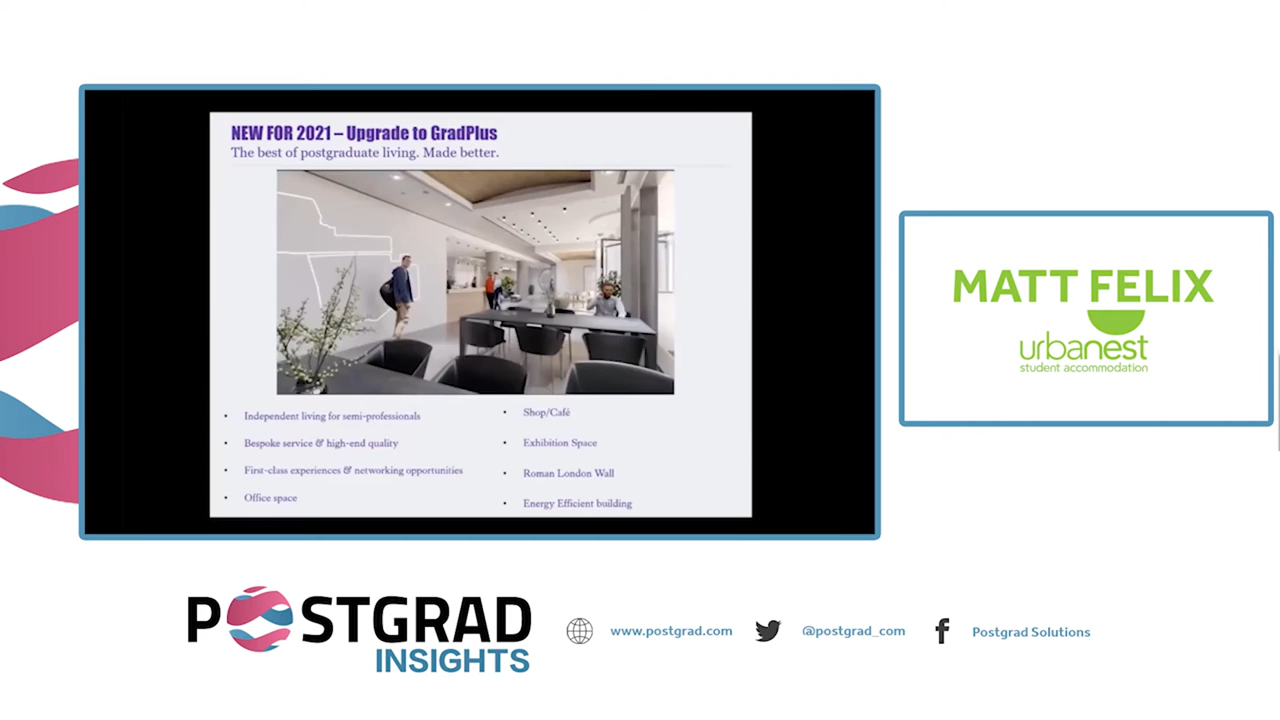 NEW FOR 2021 – Upgrade to GradPlus
The best of postgraduate living. Made better.
• Independent living for semi-professionals
• Bespoke service & high-end quality
• First-class experiences & networking opportunities
• Office space
• Shop/Café
• Exhibition Space
• Roman London Wall
• Energy Efficient building
MATT FELIX
urbanest
student accommodation
POSTGRAD
INSIGHTS
www.postgrad.com
@postgrad_com
Postgrad Solutions